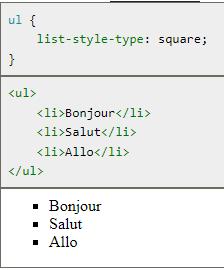 ul {
    list-style-type: square;
}
<ul>
    <li>Bonjour</li>
    <li>Salut</li>
    <li>Allo</li>
</ul>
▪ Bonjour
▪ Salut
▪ Allo